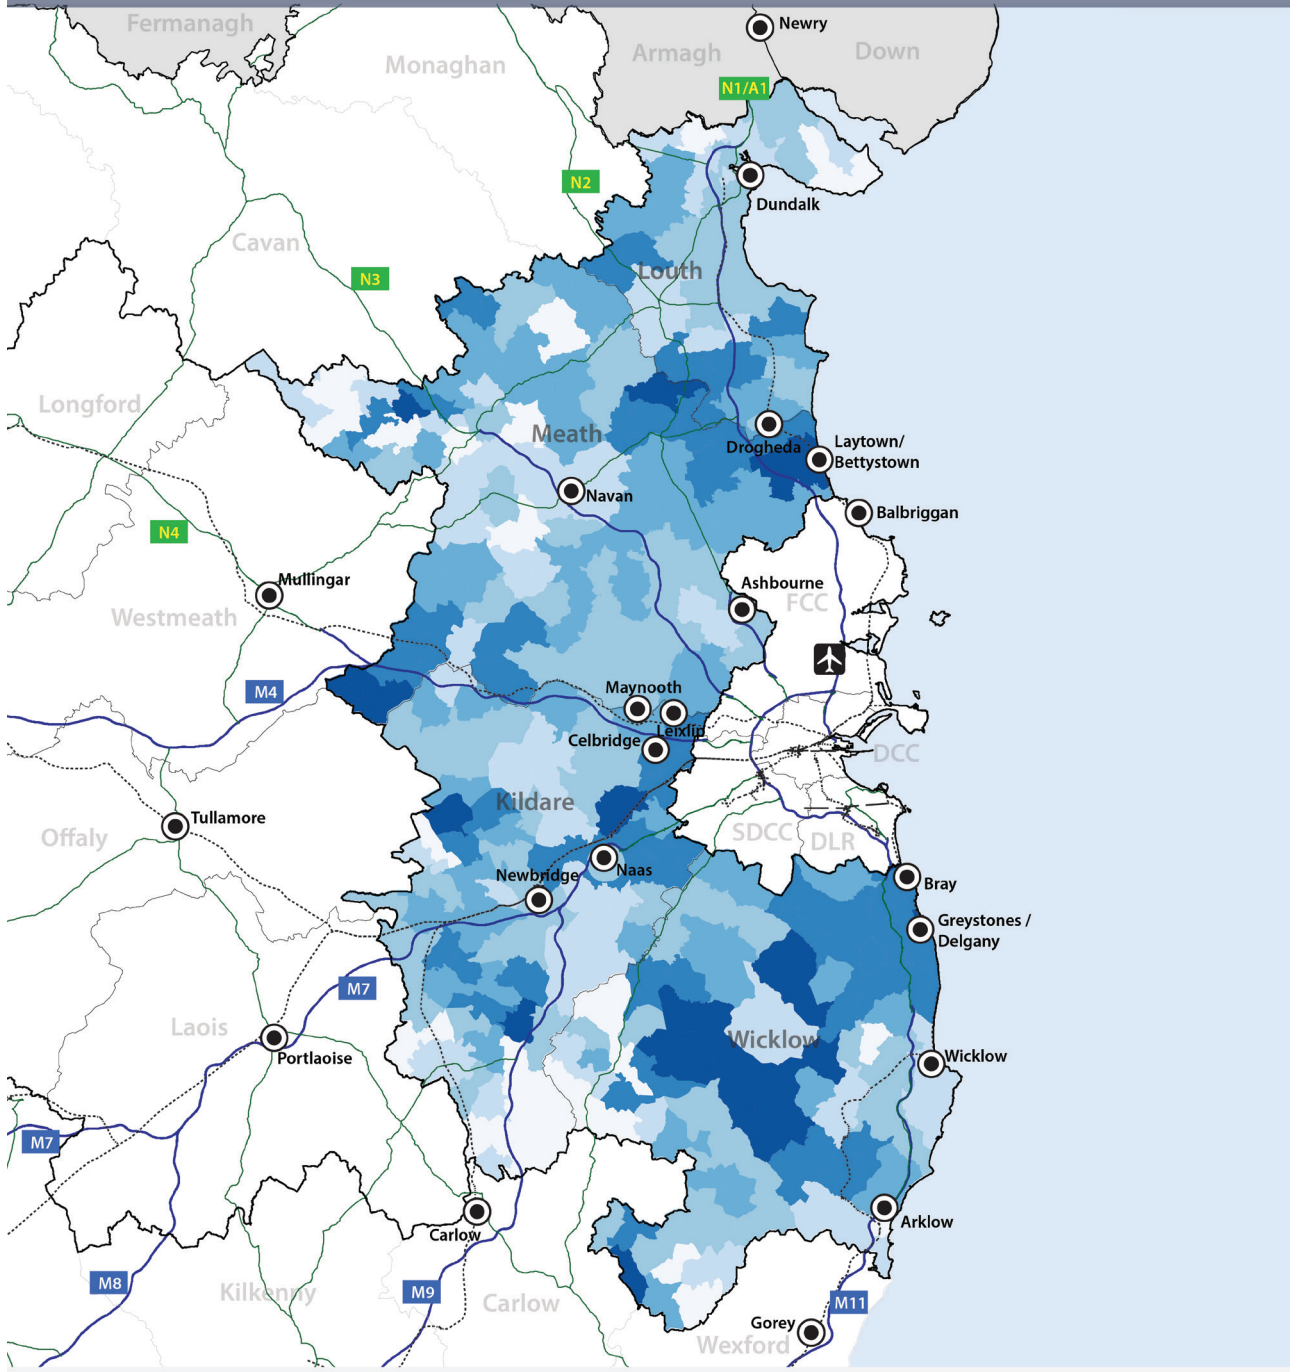 Fermanagh
Newry
Armagh
Down
Monaghan
N1/A1
N2
Dundalk
Cavan
Louth
N3
Longford
Meath
Drogheda
Laytown/
Bettystown
Navan
Balbriggan
N4
Mullingar
Ashbourne
FCC
Westmeath
M4
Maynooth
Leixlip
Celbridge
DCC
Kildare
Tullamore
Offaly
SDCC
DLR
Newbridge
Naas
Bray
Greystones /
Delgany
M7
Laois
Wicklow
Portlaoise
Wicklow
M7
Carlow
Arklow
M8
Kilkenny
M9
Carlow
M11
Gorey
Wexford